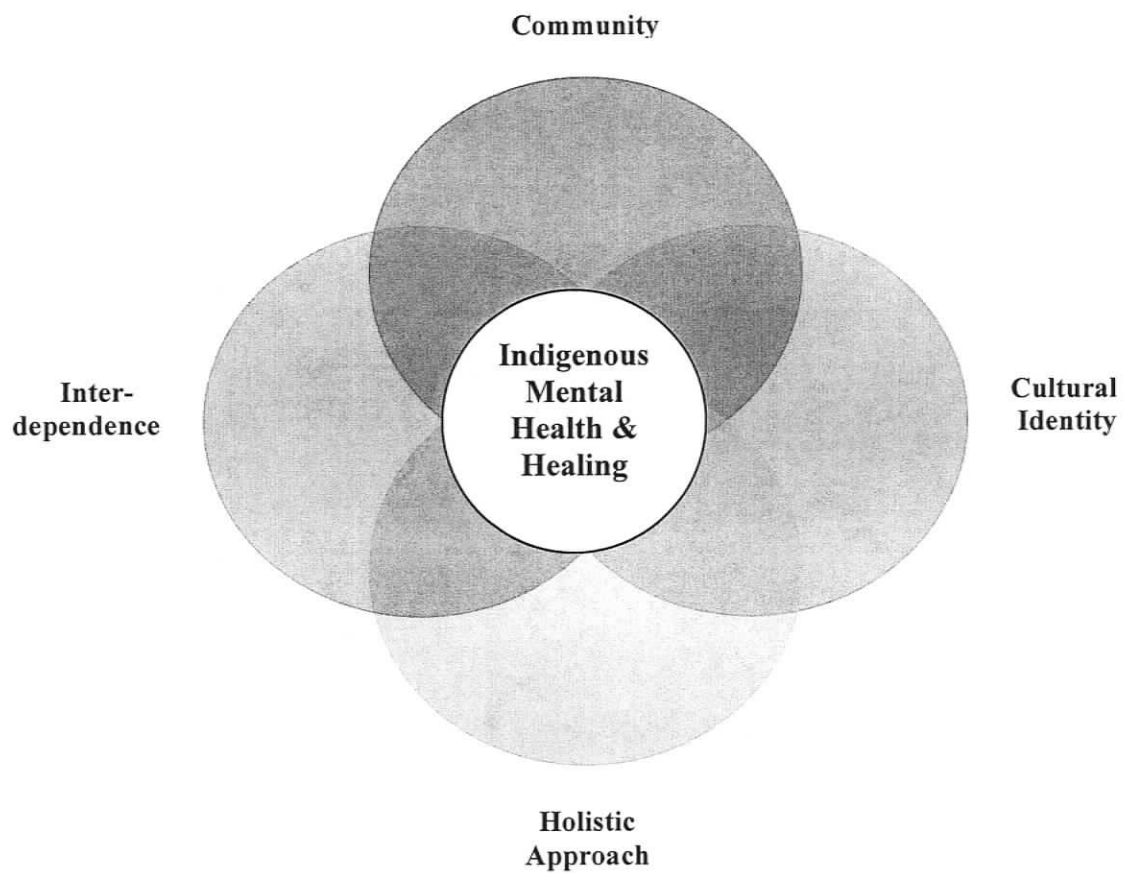 Community
Indigenous
Mental
Health &
Healing
Inter-
dependence
Cultural
Identity
Holistic
Approach